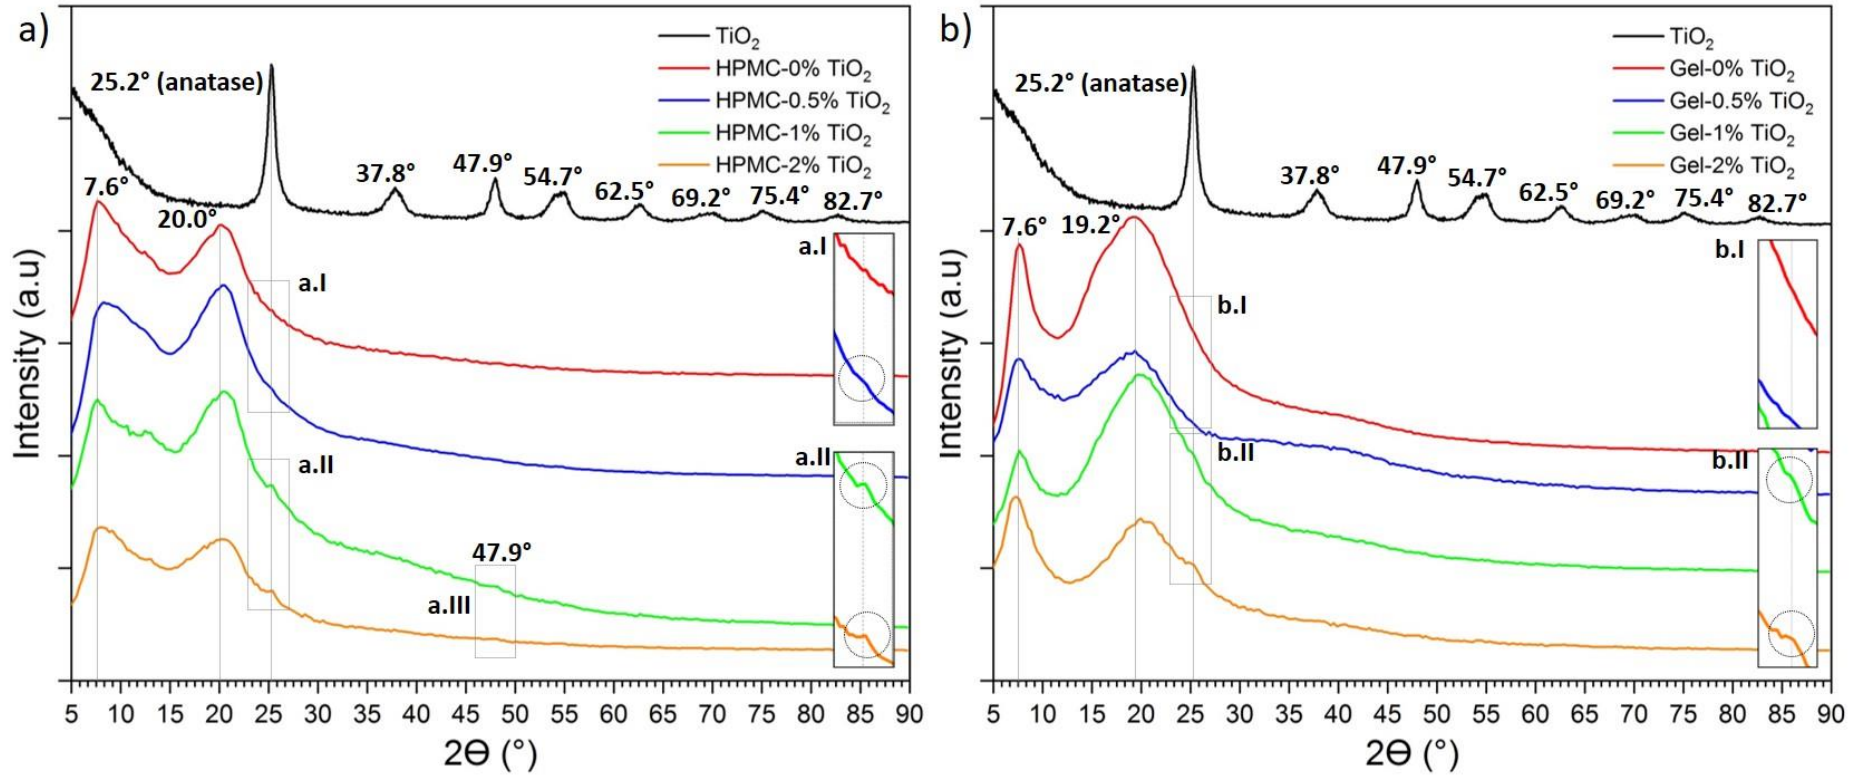 a)
TiO2
HPMC-0% TiO2
HPMC-0.5% TiO2
HPMC-1% TiO2
HPMC-2% TiO2
25.2° (anatase)
37.8°
47.9°
54.7°
62.5°
69.2°
75.4°
82.7°
7.6°
20.0°
a.I
a.I
a.II
a.II
47.9°
a.III
Intensity (a.u)
5 10 15 20 25 30 35 40 45 50 55 60 65 70 75 80 85 90
2Ɵ (°)
b)
TiO2
Gel-0% TiO2
Gel-0.5% TiO2
Gel-1% TiO2
Gel-2% TiO2
25.2° (anatase)
37.8°
47.9°
54.7°
62.5°
69.2°
75.4°
82.7°
7.6°
19.2°
b.I
b.I
b.II
b.II
Intensity (a.u)
5 10 15 20 25 30 35 40 45 50 55 60 65 70 75 80 85 90
2Ɵ (°)